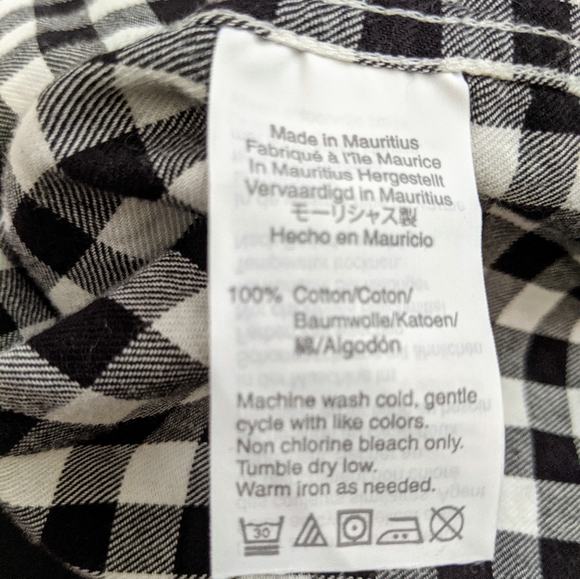 Made in Mauritius
Fabriqué à l'île Maurice
In Mauritius Hergestellt
Vervaardigd in Mauritius
モーリシャス製
Hecho en Mauricio
100% Cotton/Coton/
Baumwolle/Katoen/
綿/Algodón
Machine wash cold, gentle
cycle with like colors.
Non chlorine bleach only.
Tumble dry low.
Warm iron as needed.
30